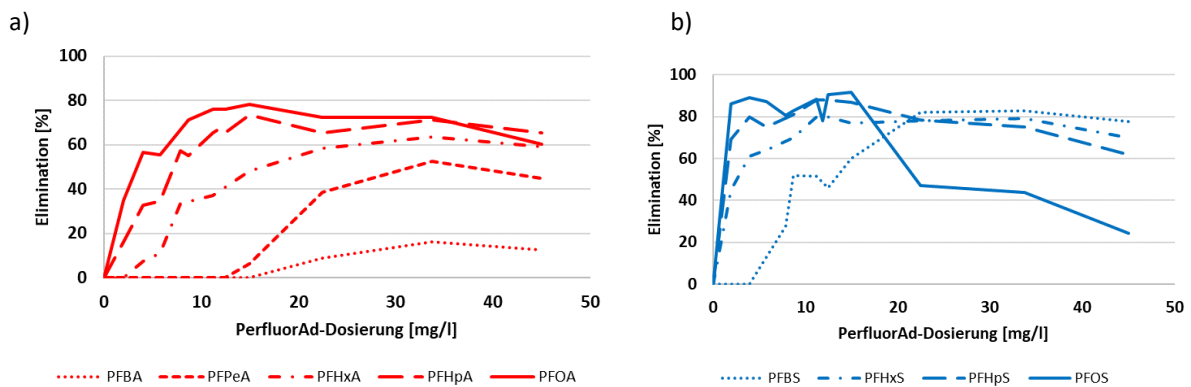 a)
100
80
60
40
20
0
Elimination [%]
0 10 20 30 40 50
PerfluorAd-Dosierung [mg/l]
PFBA PFPeA PFHxA PFHpA PFOA
b)
100
80
60
40
20
0
Elimination [%]
0 10 20 30 40 50
PerfluorAd-Dosierung [mg/l]
PFBS PFHxS PFHpS PFOS